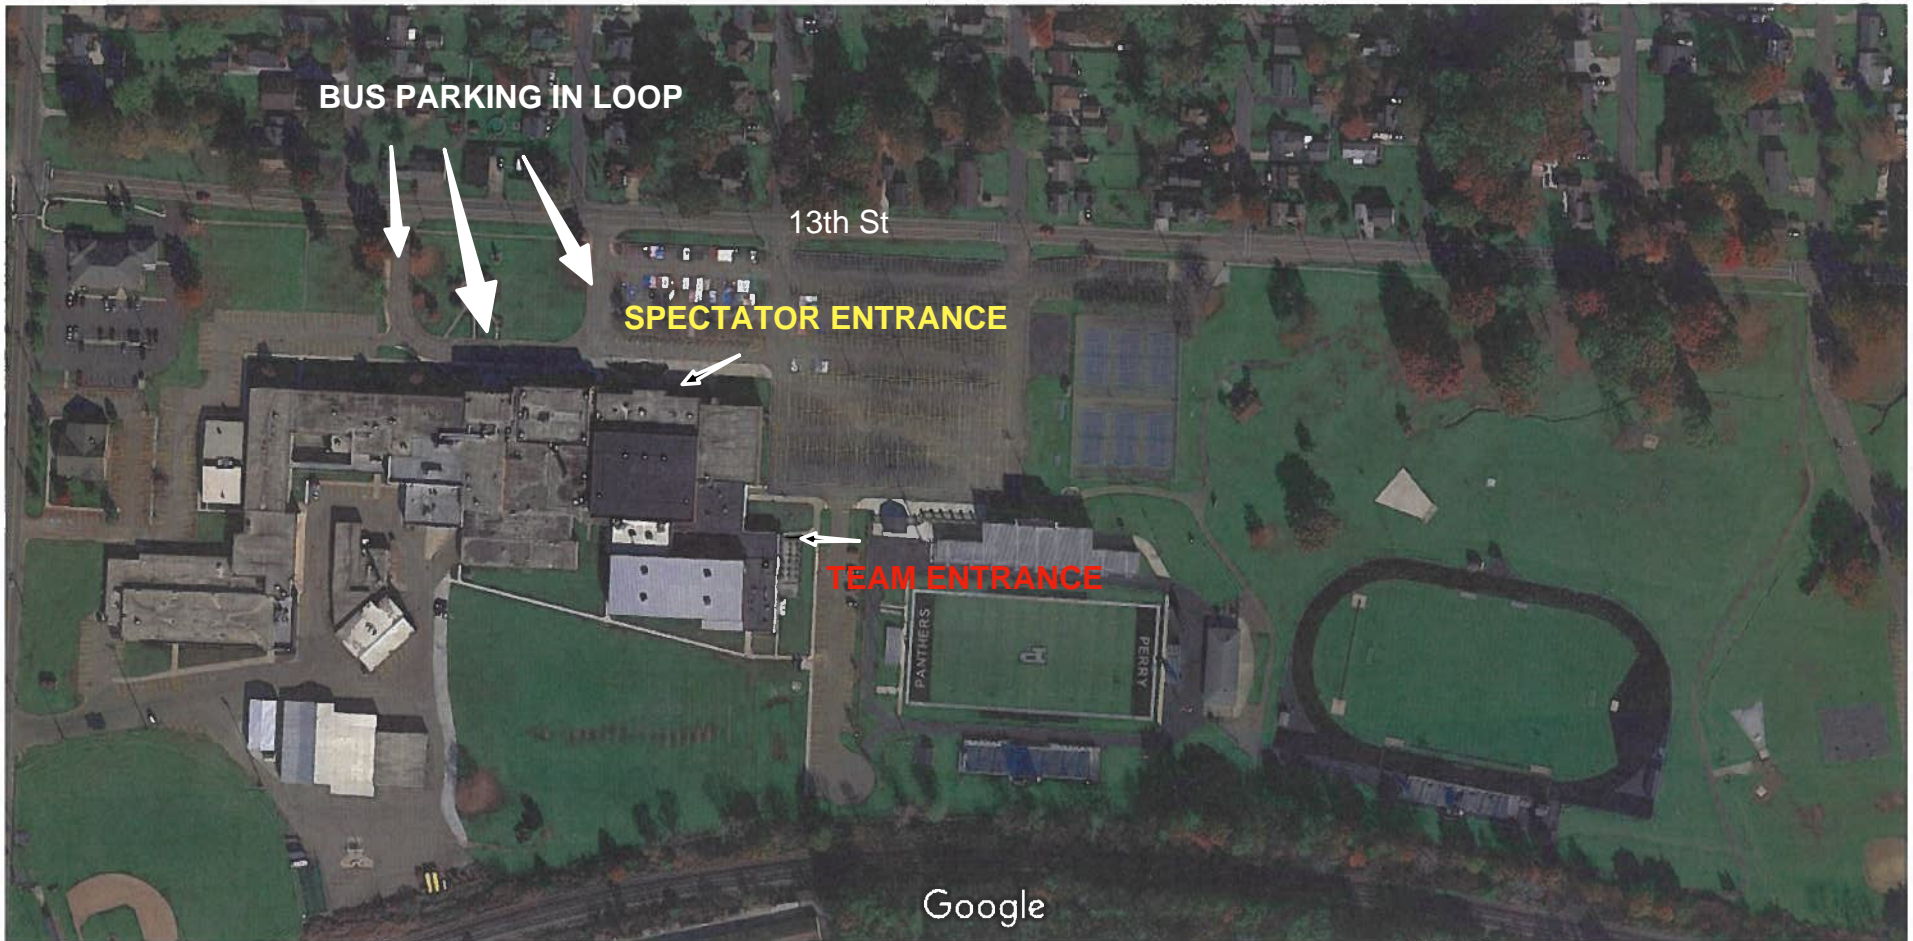 BUS PARKING IN LOOP
13th St
SPECTATOR ENTRANCE
TEAM ENTRANCE
PANTHERS
PERRY
Google